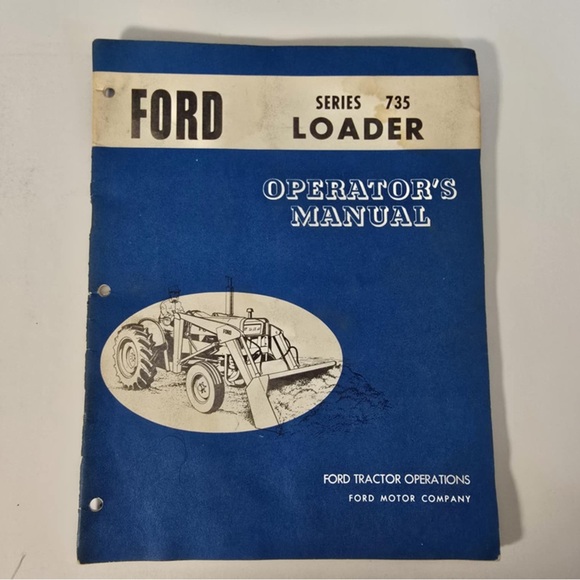 FORD
SERIES 735
LOADER
OPERATOR'S
MANUAL
FORD TRACTOR OPERATIONS
FORD MOTOR COMPANY